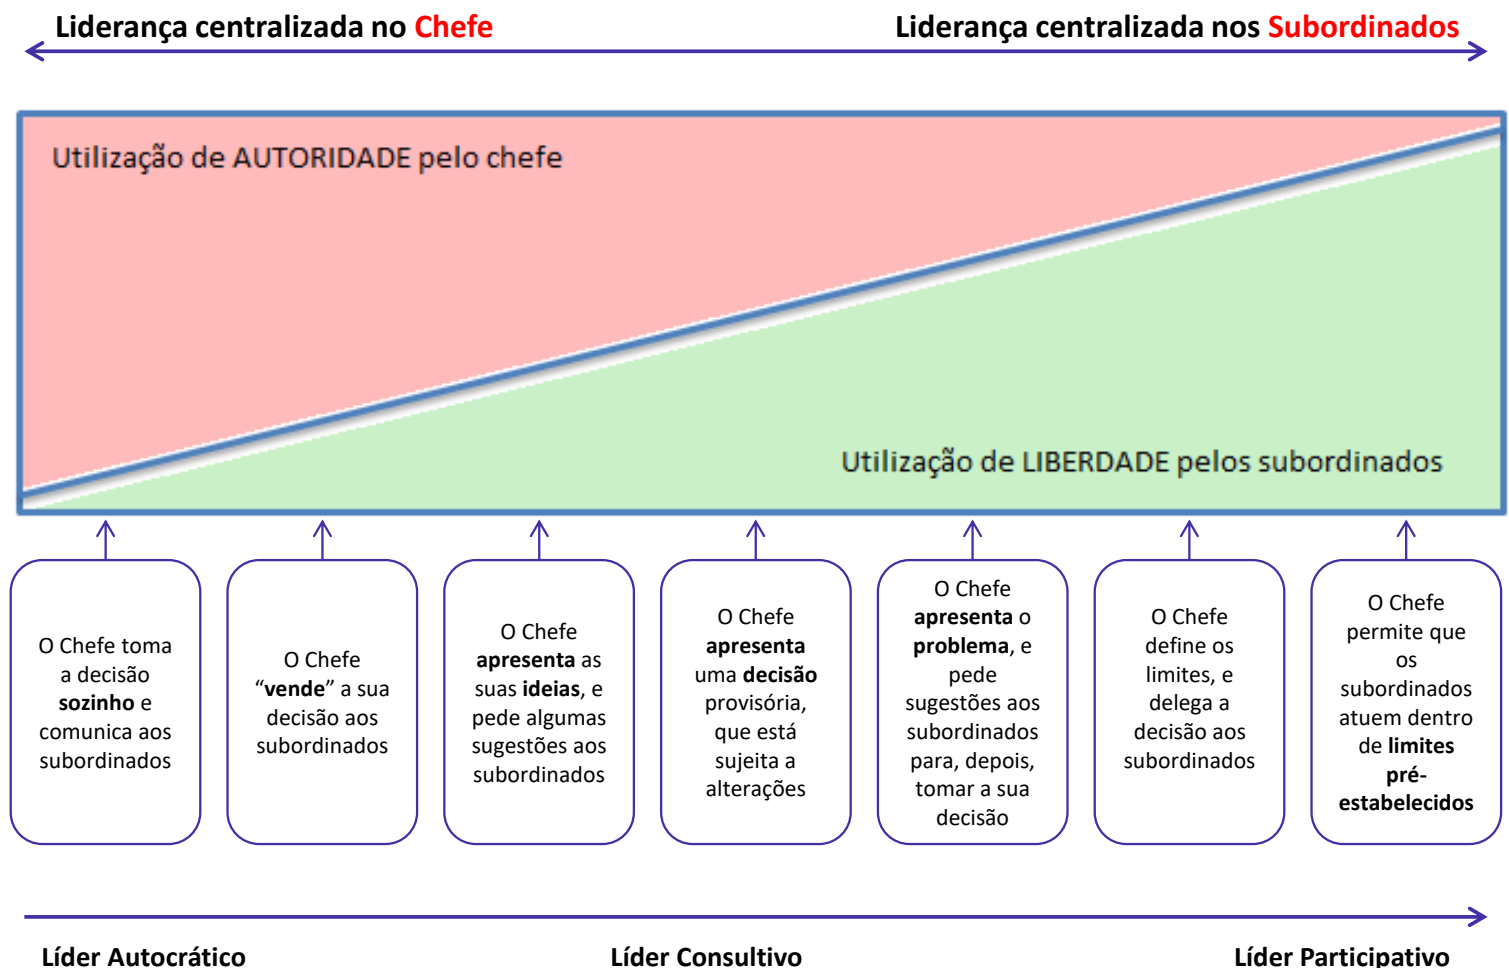 Liderança centralizada no Chefe
Liderança centralizada nos Subordinados
Utilização de AUTORIDADE pelo chefe
Utilização de LIBERDADE pelos subordinados
O Chefe toma
a decisão
sozinho e
comunica aos
subordinados
O Chefe
“vende” a sua
decisão aos
subordinados
O Chefe
apresenta as
suas ideias, e
pede algumas
sugestões aos
subordinados
O Chefe
apresenta
uma decisão
provisória,
que está
sujeita a
alterações
O Chefe
apresenta o
problema, e
pede
sugestões aos
subordinados
para, depois,
tomar a sua
decisão
O Chefe
define os
limites, e
delega a
decisão aos
subordinados
O Chefe
permite que
os
subordinados
atuem dentro
de limites
pré-
estabelecidos
Líder Autocrático
Líder Consultivo
Líder Participativo